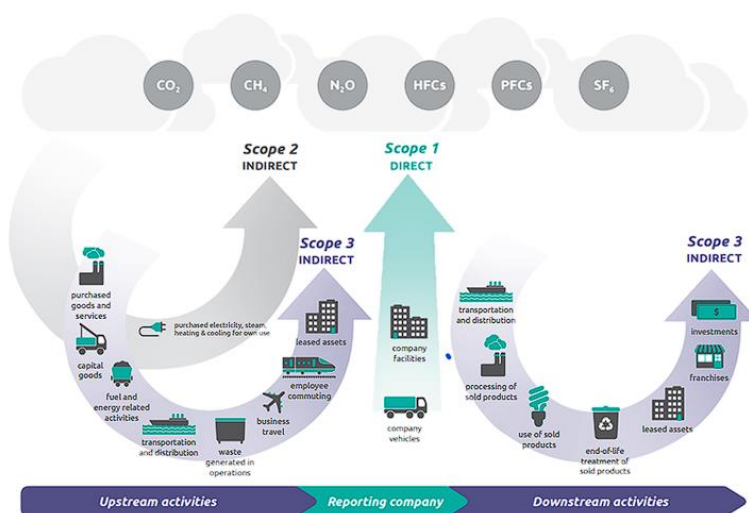 CO₂ CH₄ N₂O HFCs PFCs SF₆
Scope 2
INDIRECT
Scope 1
DIRECT
Scope 3
INDIRECT
Scope 3
INDIRECT
purchased
goods and
services
capital
goods
fuel and
energy related
activities
transportation
and distribution
waste
generated in
operations
business
travel
employee
commuting
leased assets
purchased electricity, steam,
heating & cooling for own use
company
facilities
company
vehicles
transportation
and distribution
processing of
sold products
use of sold
products
end-of-life
treatment of
sold products
leased assets
franchises
investments
$
Upstream activities
Reporting company
Downstream activities